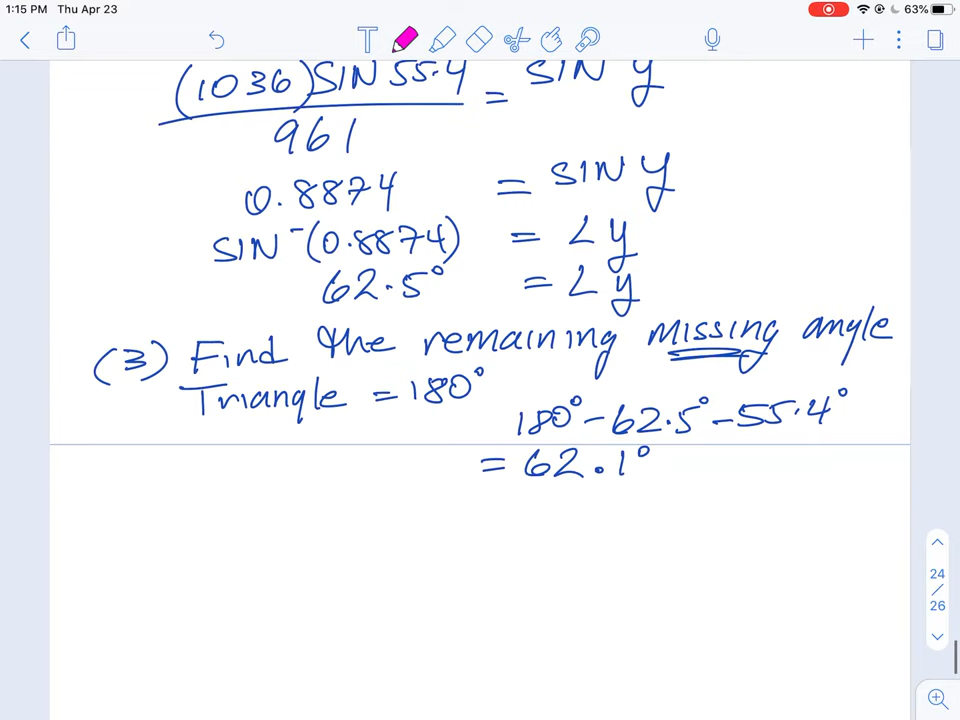 1:15 PM Thu Apr 23 63%
(1036) SIN 55.4 = SIN y
961
0.8874 = SIN y
SIN⁻(0.8874) = ∠y
62.5° = ∠y
(3) Find the remaining missing angle
Triangle = 180°
180° - 62.5° - 55.4°
= 62.1°
24
/
26